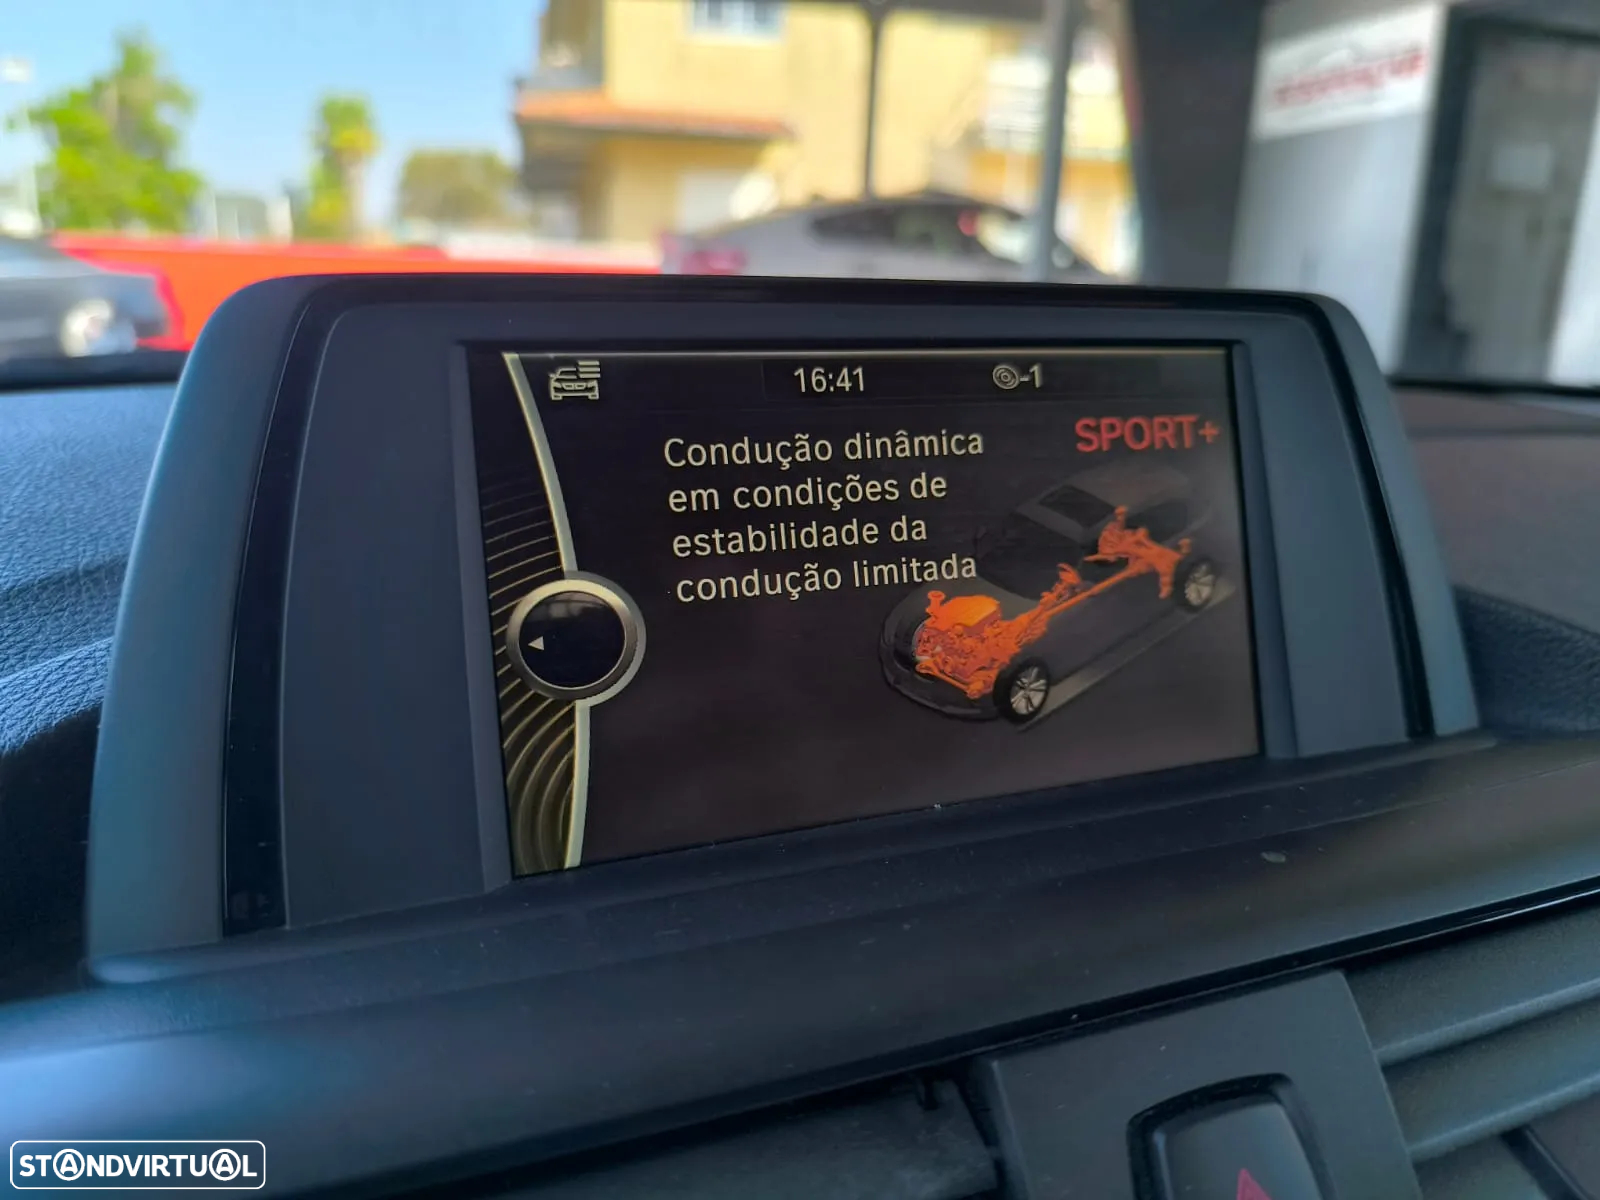 16:41
-1
SPORT+
Condução dinâmica
em condições de
estabilidade da
condução limitada
STANDVIRTUAL